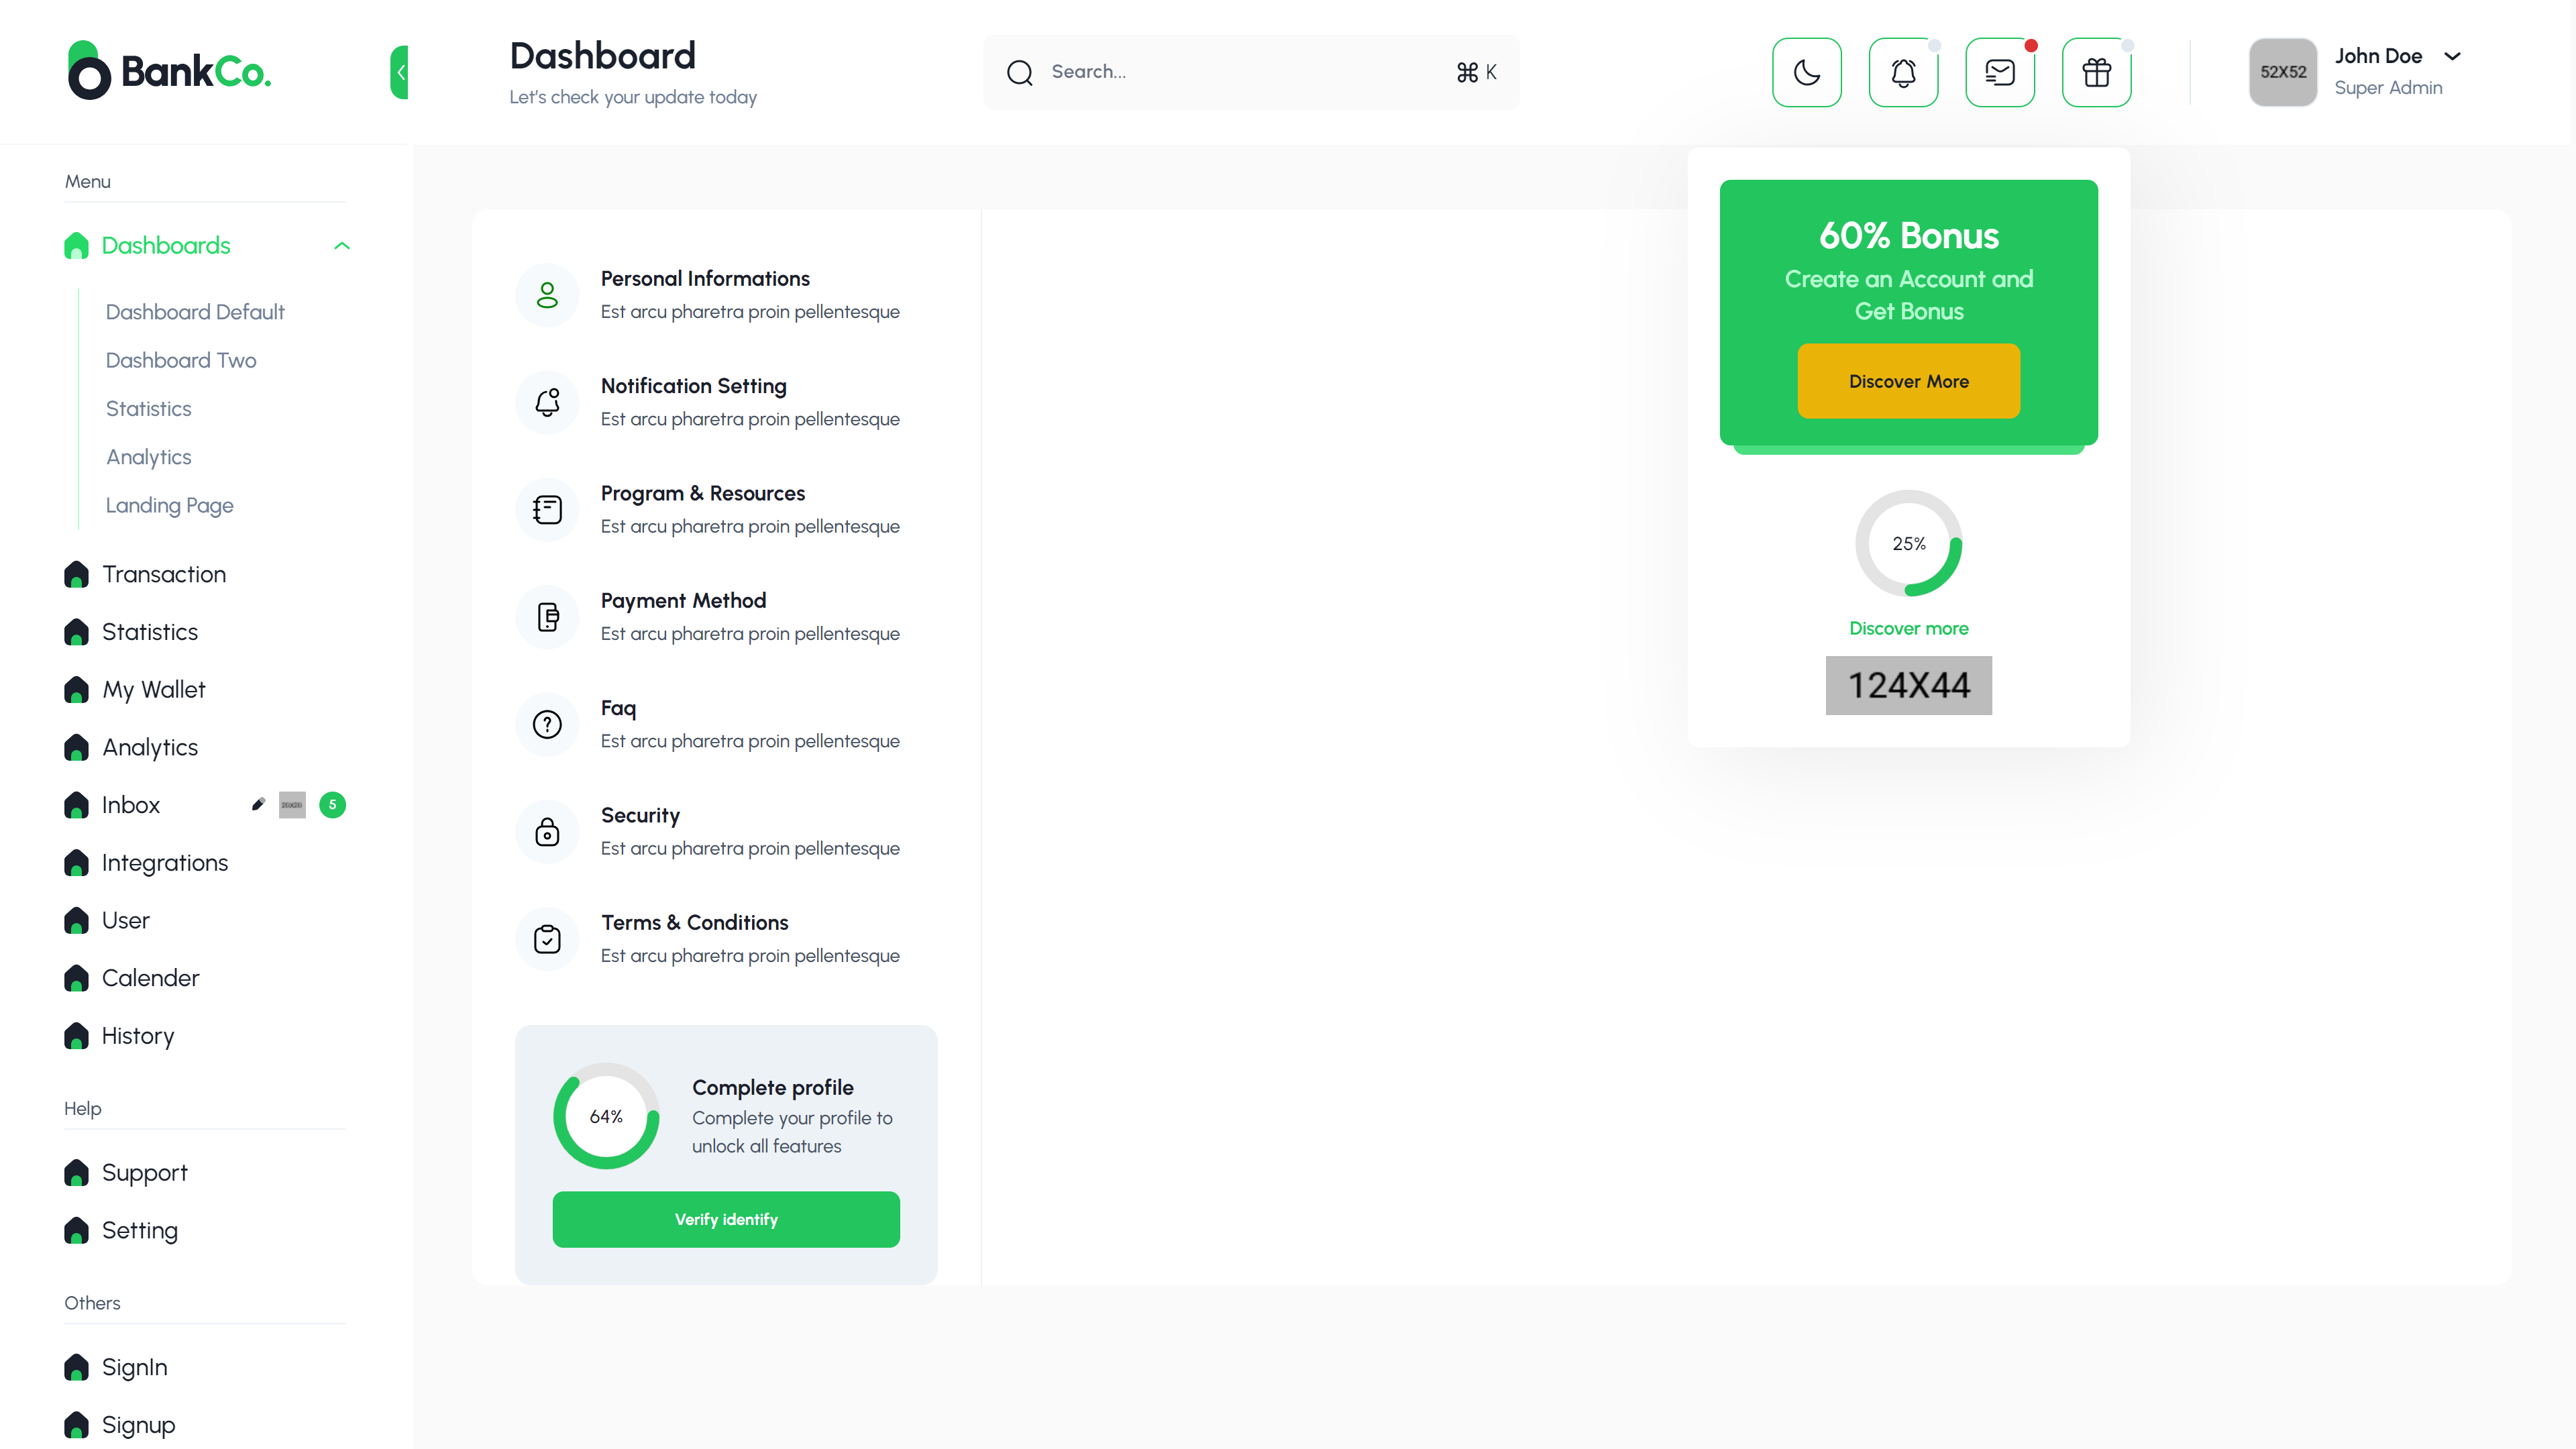 BankCo.
Dashboard
Let's check your update today
Search...
⌘ K
52X52
John Doe
Super Admin
Menu
Dashboards
Dashboard Default
Dashboard Two
Statistics
Analytics
Landing Page
Transaction
Statistics
My Wallet
Analytics
Inbox
5
Integrations
User
Calender
History
Help
Support
Setting
Others
SignIn
Signup
Personal Informations
Est arcu pharetra proin pellentesque
Notification Setting
Est arcu pharetra proin pellentesque
Program & Resources
Est arcu pharetra proin pellentesque
Payment Method
Est arcu pharetra proin pellentesque
Faq
Est arcu pharetra proin pellentesque
Security
Est arcu pharetra proin pellentesque
Terms & Conditions
Est arcu pharetra proin pellentesque
64%
Complete profile
Complete your profile to
unlock all features
Verify identify
60% Bonus
Create an Account and
Get Bonus
Discover More
25%
Discover more
124X44